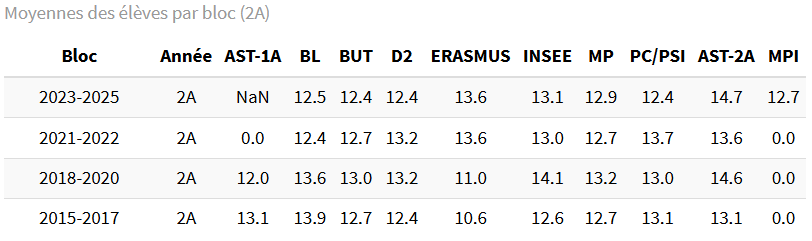 Moyennes des élèves par bloc (2A)
Bloc Année AST-1A BL BUT D2 ERASMUS INSEE MP PC/PSI AST-2A MPI
2023-2025 2A NaN 12.5 12.4 12.4 13.6 13.1 12.9 12.4 14.7 12.7
2021-2022 2A 0.0 12.4 12.7 13.2 13.6 13.0 12.7 13.7 13.6 0.0
2018-2020 2A 12.0 13.6 13.0 13.2 11.0 14.1 13.2 13.0 14.6 0.0
2015-2017 2A 13.1 13.9 12.7 12.4 10.6 12.6 12.7 13.1 13.1 0.0